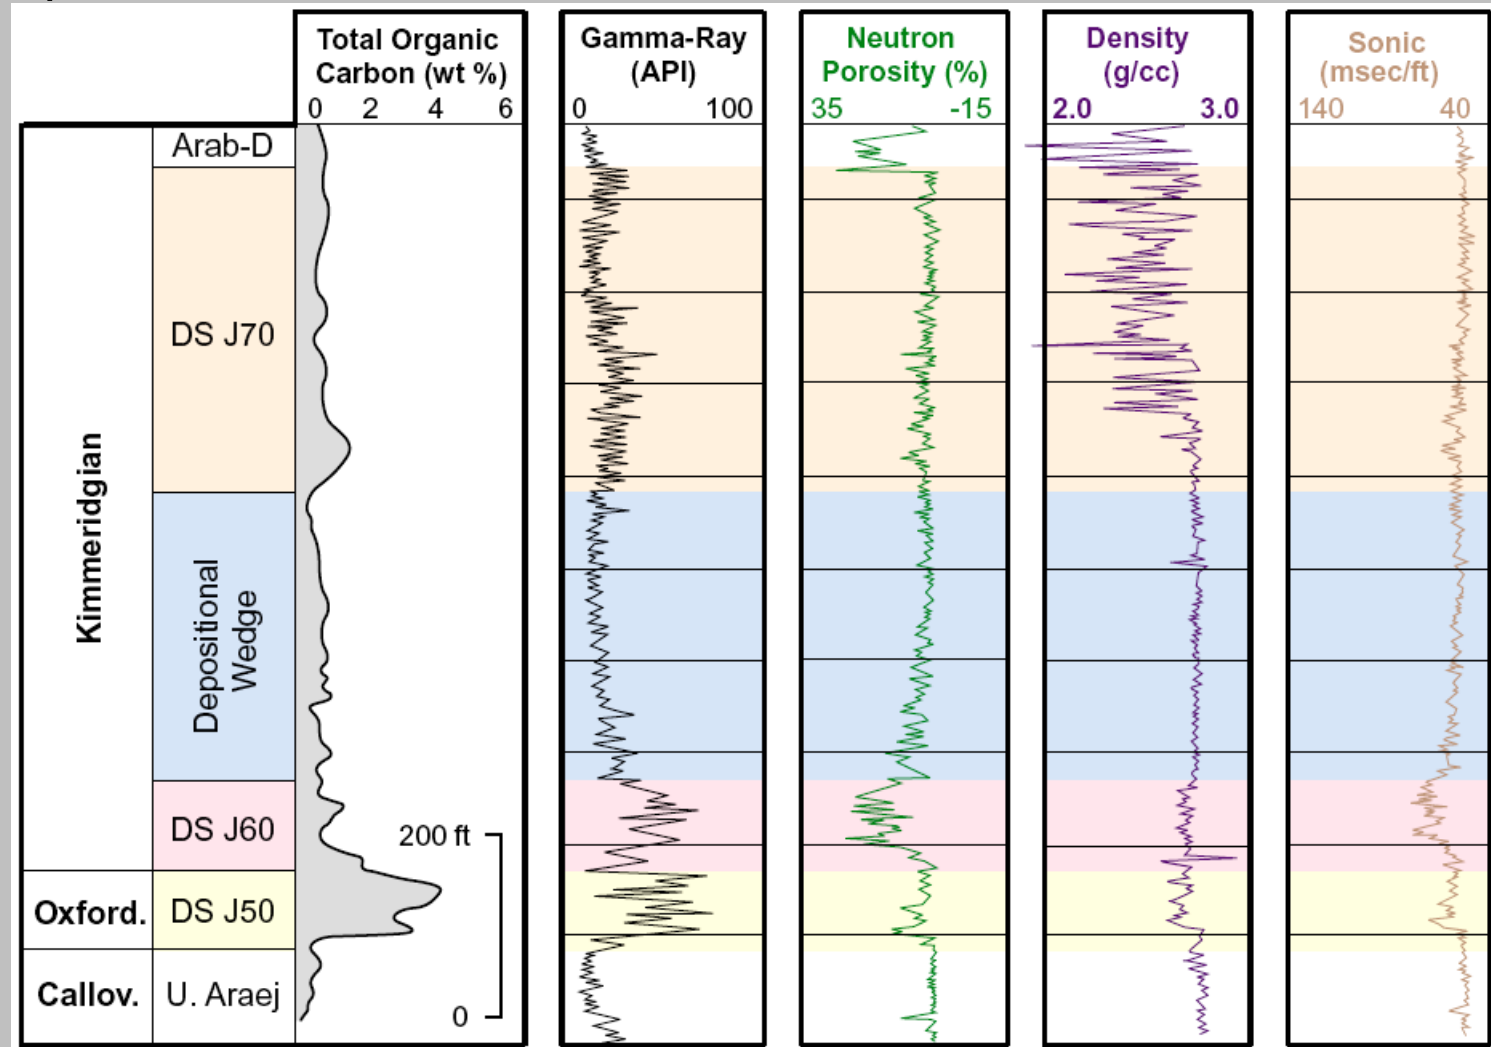 Total Organic
Carbon (wt %)
0 2 4 6
Gamma-Ray
(API)
0 100
Neutron
Porosity (%)
35 -15
Density
(g/cc)
2.0 3.0
Sonic
(msec/ft)
140 40
Arab-D
DS J70
Kimmeridgian
Depositional
Wedge
DS J60
200 ft
Oxford.
DS J50
Callov.
U. Araej
0